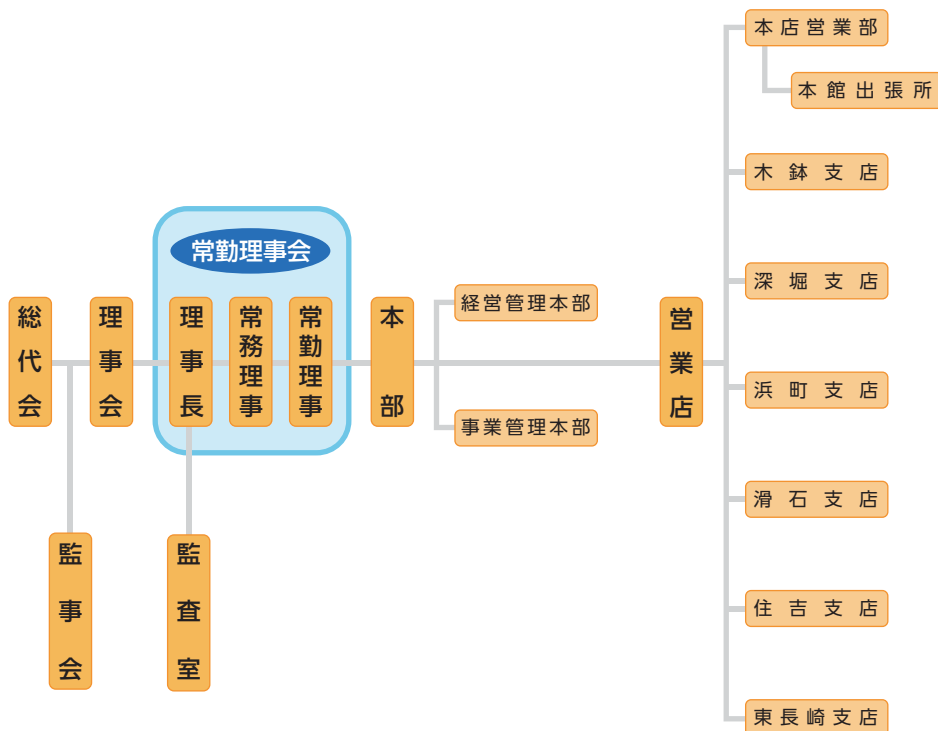 総代会
理事会
常勤理事会
理事長
常務理事
常勤理事
監事会
監査室
本部
経営管理本部
事業管理本部
営業店
本店営業部
本館出張所
木鉢支店
深堀支店
浜町支店
滑石支店
住吉支店
東長崎支店